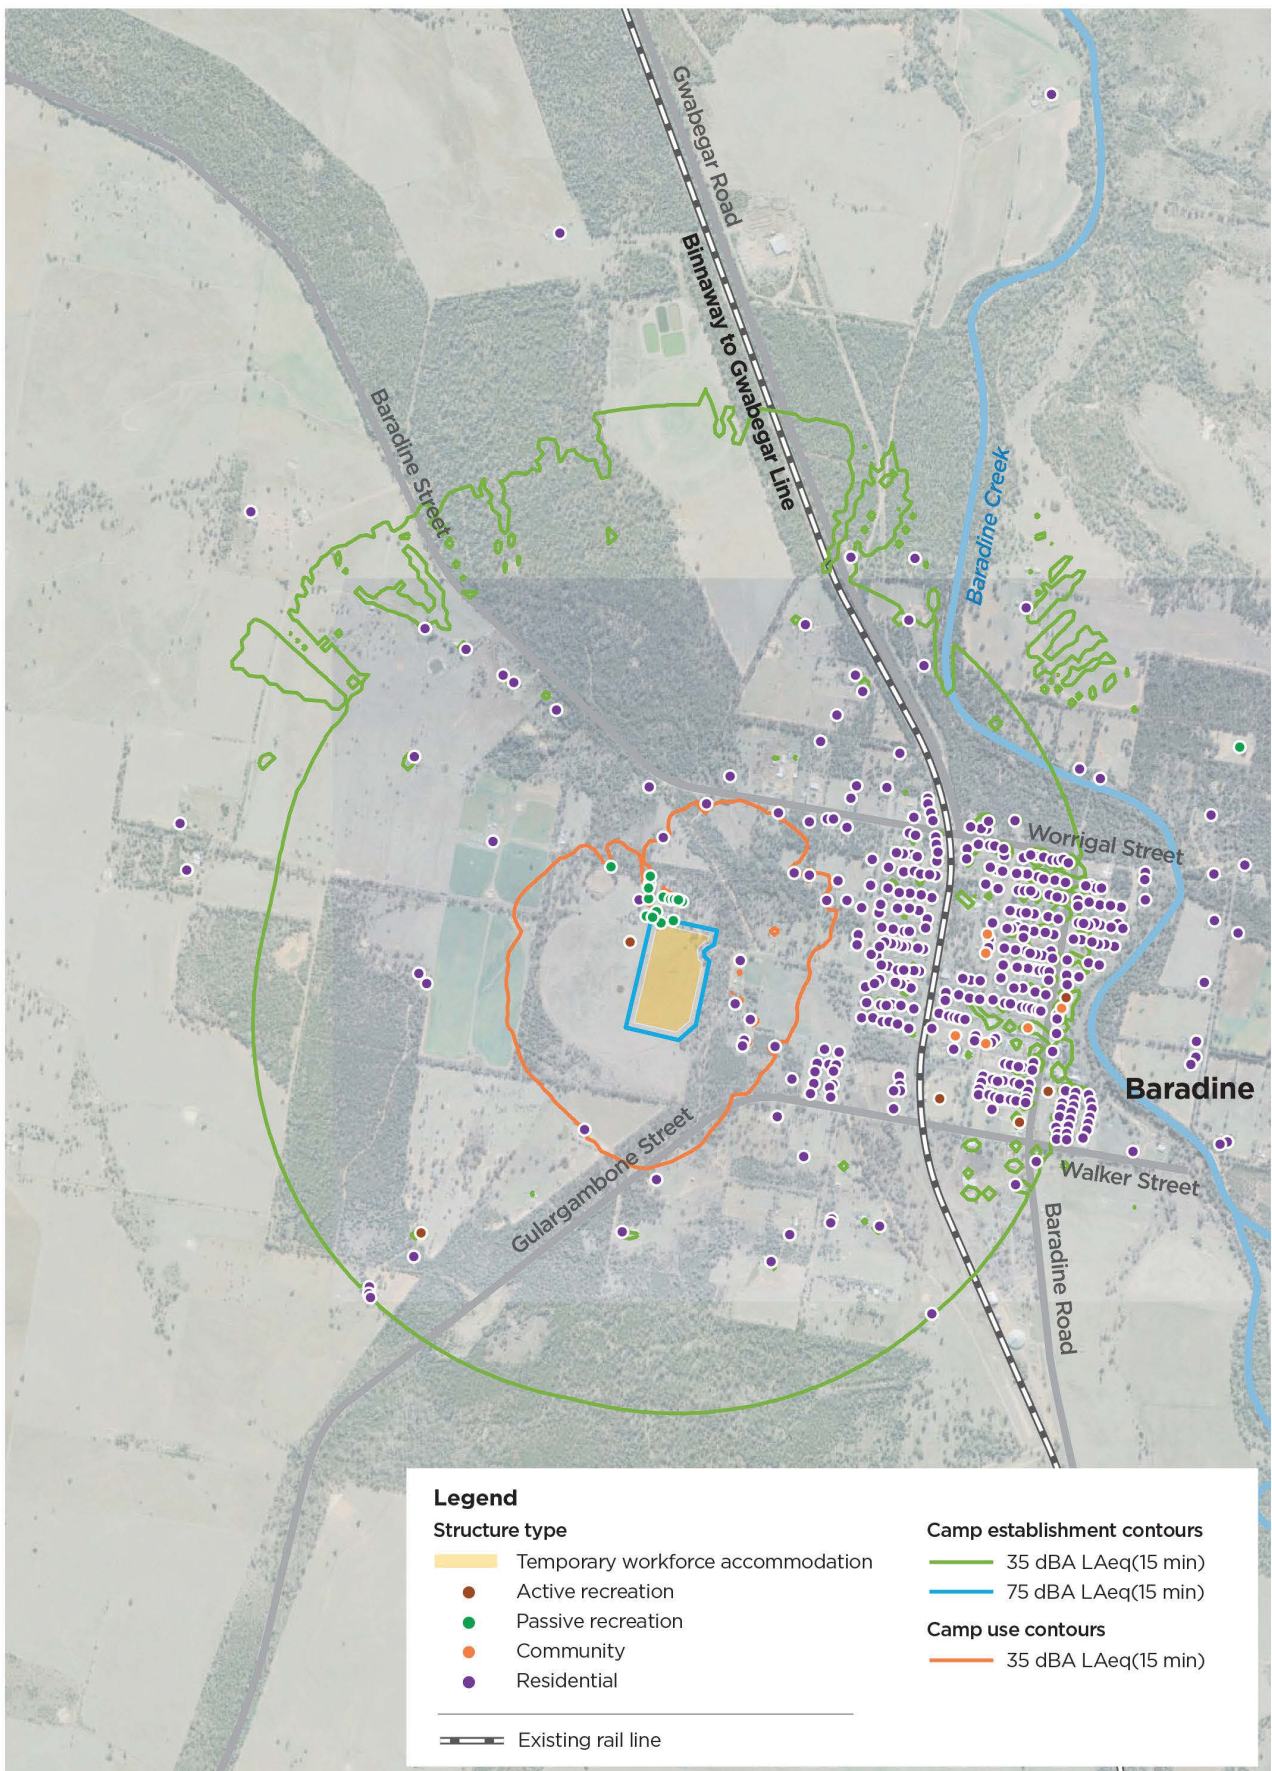 Gwabegar Road
Binnaway to Gwabegar Line
Baradine Street
Baradine Creek
Worrigal Street
Baradine
Gulargambone Street
Walker Street
Baradine Road
Legend
Structure type
Temporary workforce accommodation
Active recreation
Passive recreation
Community
Residential
Existing rail line
Camp establishment contours
35 dBA LAeq(15 min)
75 dBA LAeq(15 min)
Camp use contours
35 dBA LAeq(15 min)